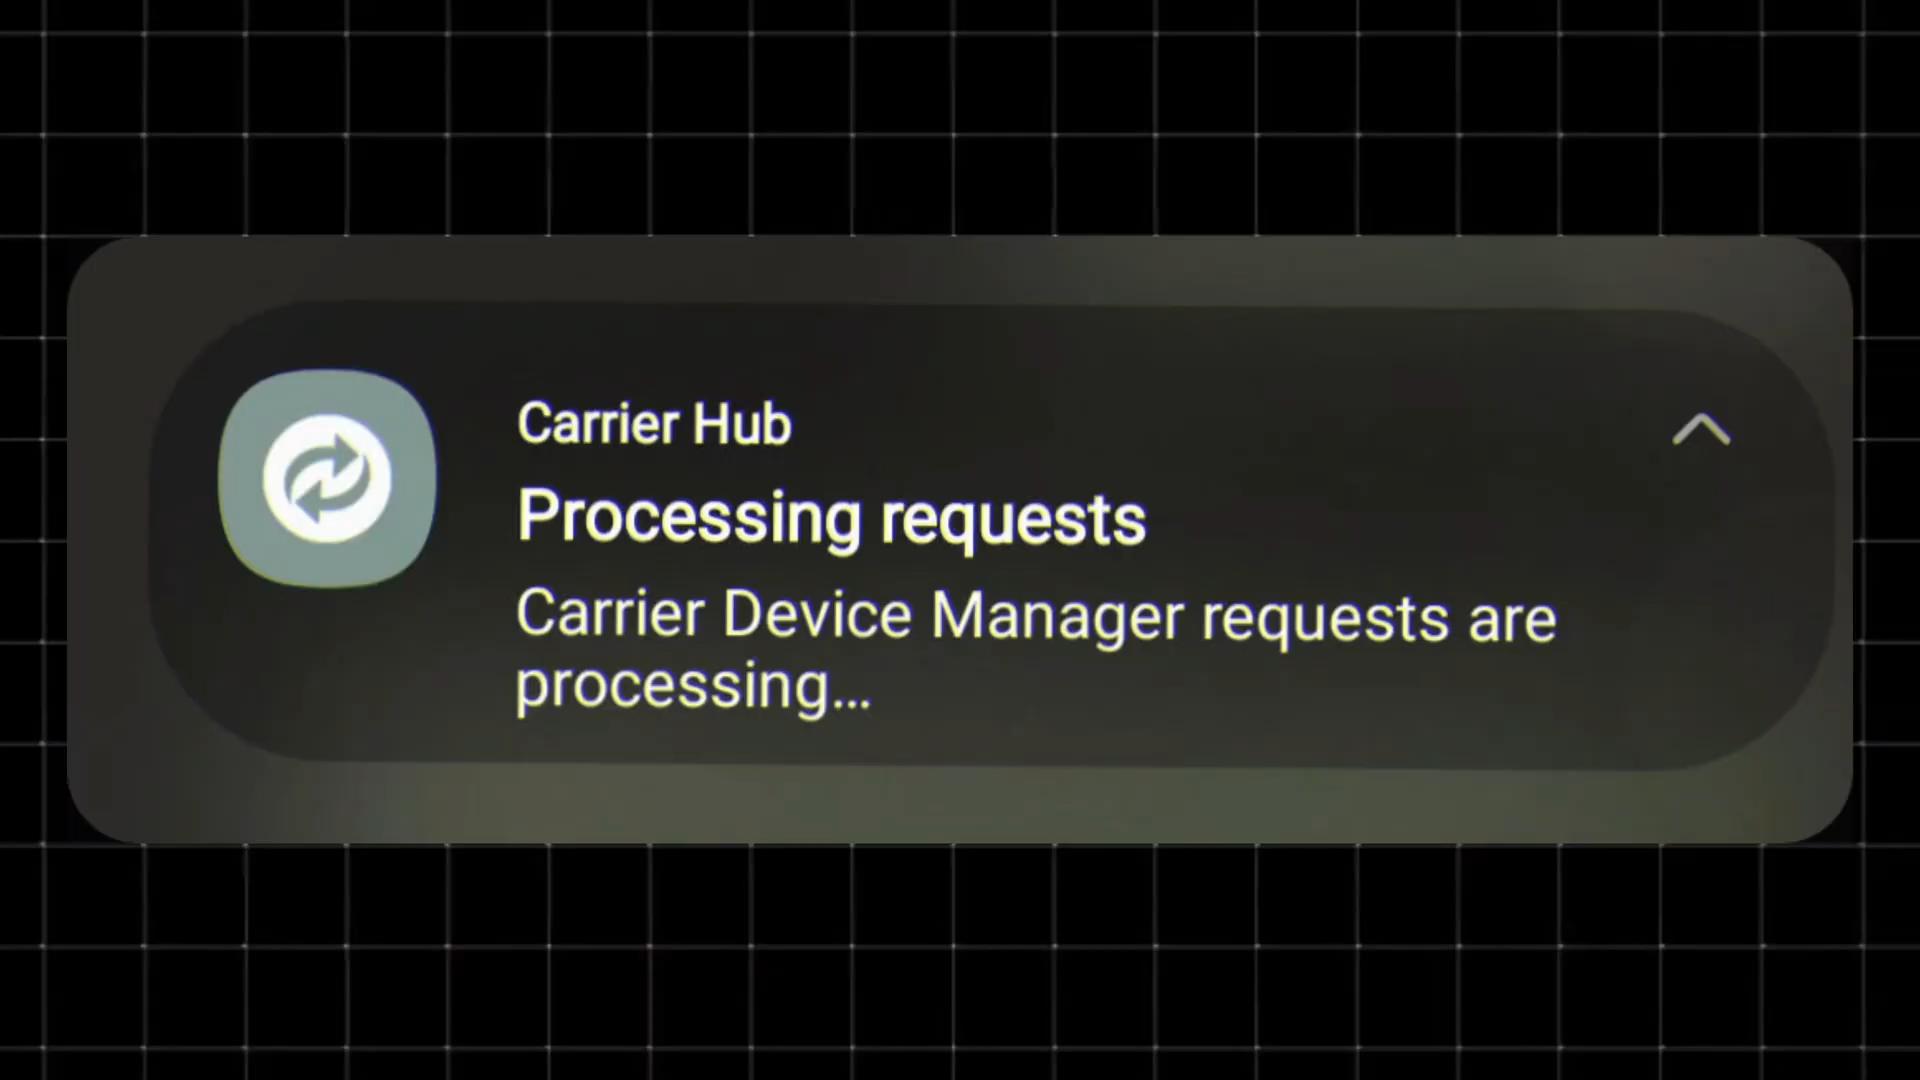 Carrier Hub
Processing requests
Carrier Device Manager requests are
processing...